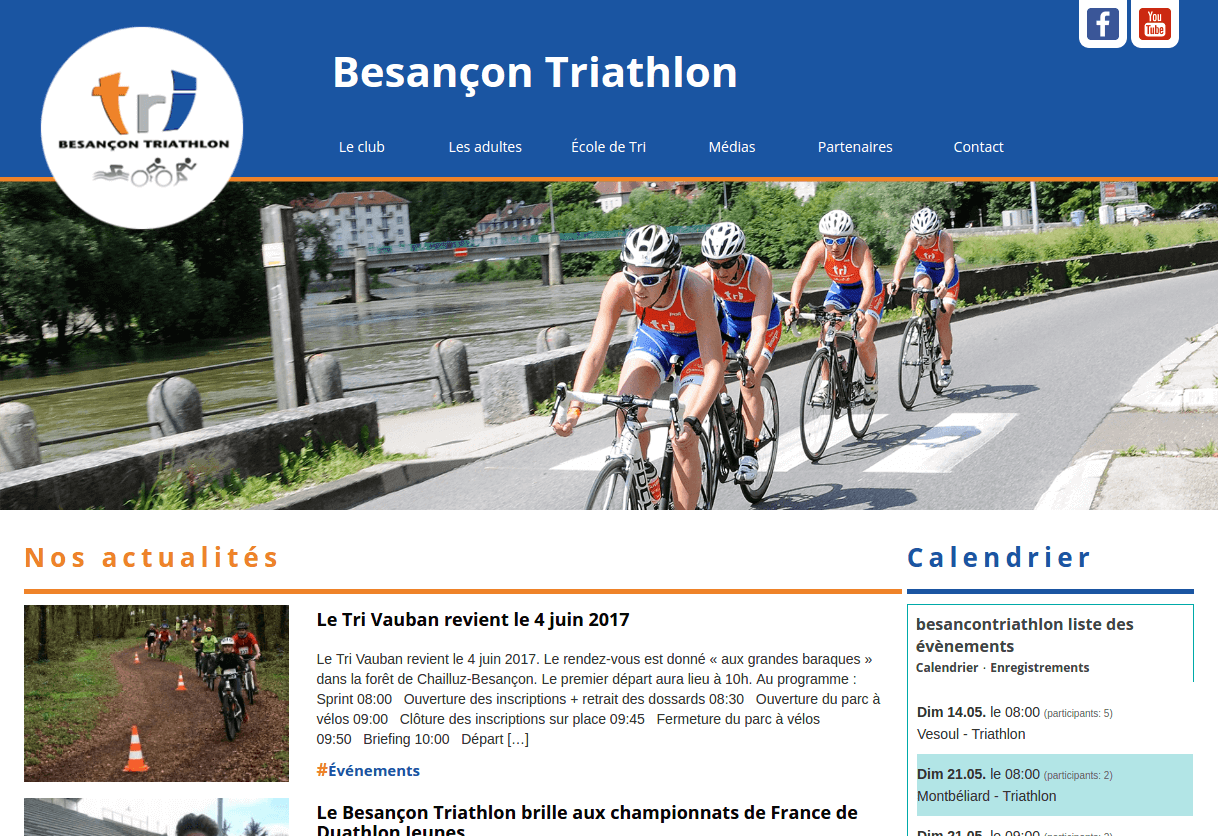 tri
BESANÇON TRIATHLON
Besançon Triathlon
You
Tube
Le club
Les adultes
École de Tri
Médias
Partenaires
Contact
tri
tri
tri
Nos actualités
Le Tri Vauban revient le 4 juin 2017
Le Tri Vauban revient le 4 juin 2017. Le rendez-vous est donné « aux grandes baraques »
dans la forêt de Chailluz-Besançon. Le premier départ aura lieu à 10h. Au programme :
Sprint 08:00 Ouverture des inscriptions + retrait des dossards 08:30 Ouverture du parc à
vélos 09:00 Clôture des inscriptions sur place 09:45 Fermeture du parc à vélos
09:50 Briefing 10:00 Départ […]
#Événements
Le Besançon Triathlon brille aux championnats de France de
Duathlon Jeunes
Calendrier
besancontriathlon liste des
évènements
Calendrier · Enregistrements
Dim 14.05. le 08:00 (participants: 5)
Vesoul - Triathlon
Dim 21.05. le 08:00 (participants: 2)
Montbéliard - Triathlon
Dim 21.05. le 09:00